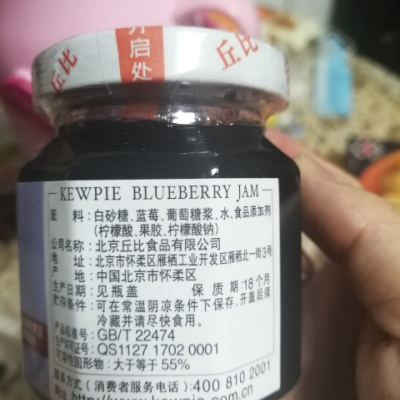 丘比
开启处
丘比
KEWPIE BLUEBERRY JAM
配 料:白砂糖、蓝莓、葡萄糖浆、水、食品添加剂
(柠檬酸、果胶、柠檬酸钠)
公司名称:北京丘比食品有限公司
地 址:北京市怀柔区雁栖工业开发区雁栖北一街3号
产 地:中国北京市怀柔区
生产日期:见瓶盖 保 质 期:18个月
贮存条件:可在常温阴凉条件下保存,开盖后须
冷藏并请尽快食用。
产品标准号:GB/T 22474
生产许可证号:QS1127 1702 0001
可溶性固形物:大于等于55%
联系方式(消费者服务电话):400 810 2001
http://www.kewpie.com.cn